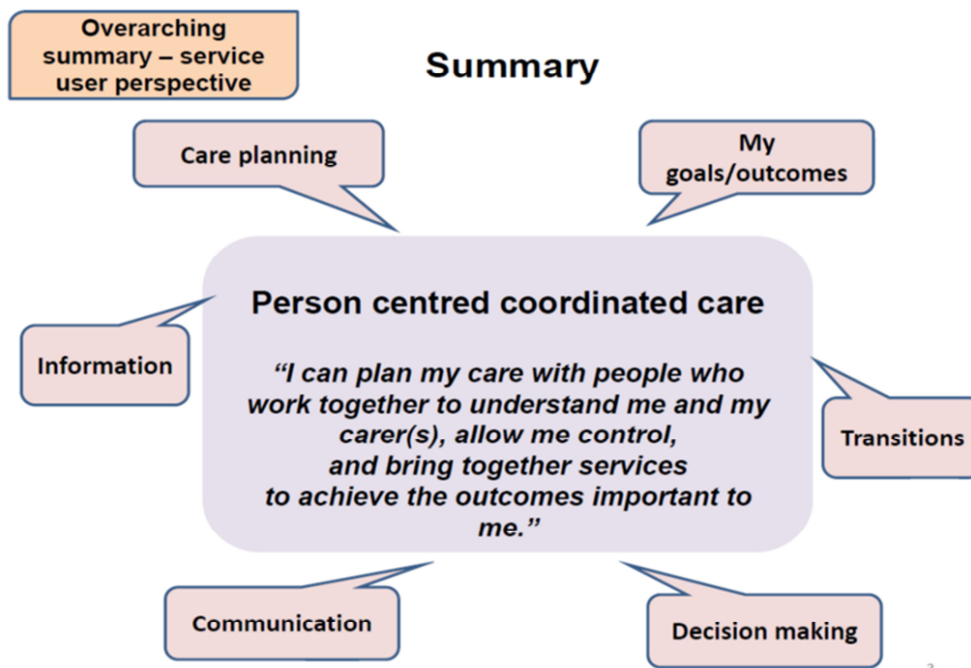 Overarching
summary – service
user perspective
Summary
Care planning
My
goals/outcomes
Person centred coordinated care
Information
“I can plan my care with people who
work together to understand me and my
carer(s), allow me control,
and bring together services
to achieve the outcomes important to
me.”
Transitions
Communication
Decision making